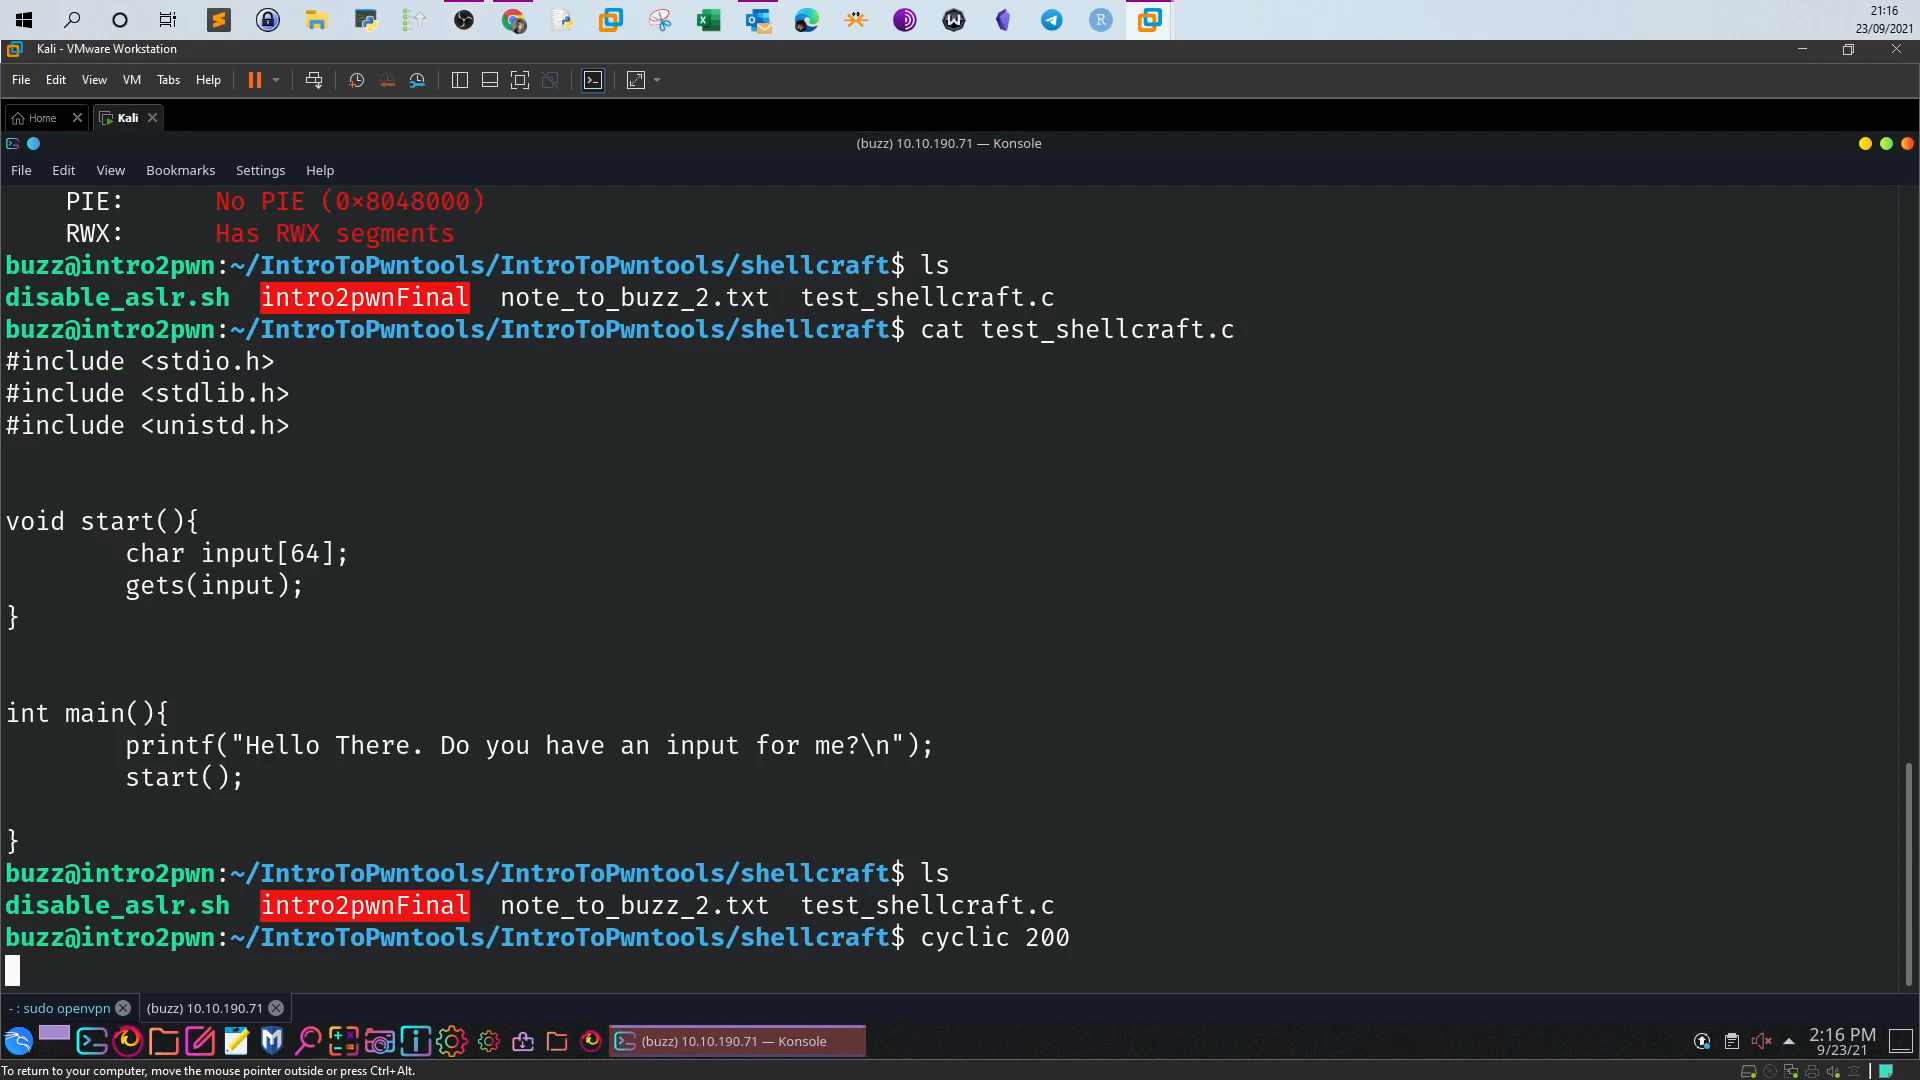 21:16
23/09/2021
Kali - VMware Workstation
File Edit View VM Tabs Help
Home Kali
(buzz) 10.10.190.71 — Konsole
File Edit View Bookmarks Settings Help
PIE: No PIE (0×8048000)
RWX: Has RWX segments
buzz@intro2pwn:~/IntroToPwntools/IntroToPwntools/shellcraft$ ls
disable_aslr.sh intro2pwnFinal note_to_buzz_2.txt test_shellcraft.c
buzz@intro2pwn:~/IntroToPwntools/IntroToPwntools/shellcraft$ cat test_shellcraft.c
#include <stdio.h>
#include <stdlib.h>
#include <unistd.h>
void start(){
char input[64];
gets(input);
}
int main(){
printf("Hello There. Do you have an input for me?\n");
start();
}
buzz@intro2pwn:~/IntroToPwntools/IntroToPwntools/shellcraft$ ls
disable_aslr.sh intro2pwnFinal note_to_buzz_2.txt test_shellcraft.c
buzz@intro2pwn:~/IntroToPwntools/IntroToPwntools/shellcraft$ cyclic 200
- : sudo openvpn (buzz) 10.10.190.71
(buzz) 10.10.190.71 — Konsole
2:16 PM
9/23/21
To return to your computer, move the mouse pointer outside or press Ctrl+Alt.